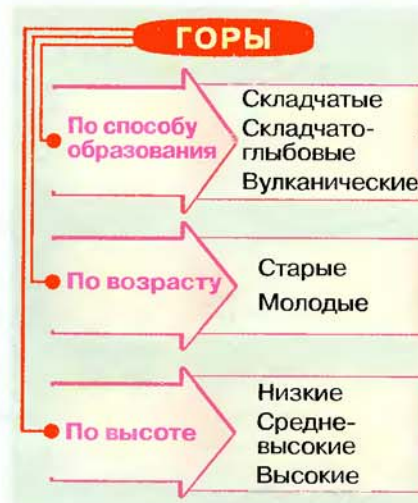 ГОРЫ
По способу
образования
Складчатые
Складчато-
глыбовые
Вулканические
По возрасту
Старые
Молодые
По высоте
Низкие
Средне-
высокие
Высокие